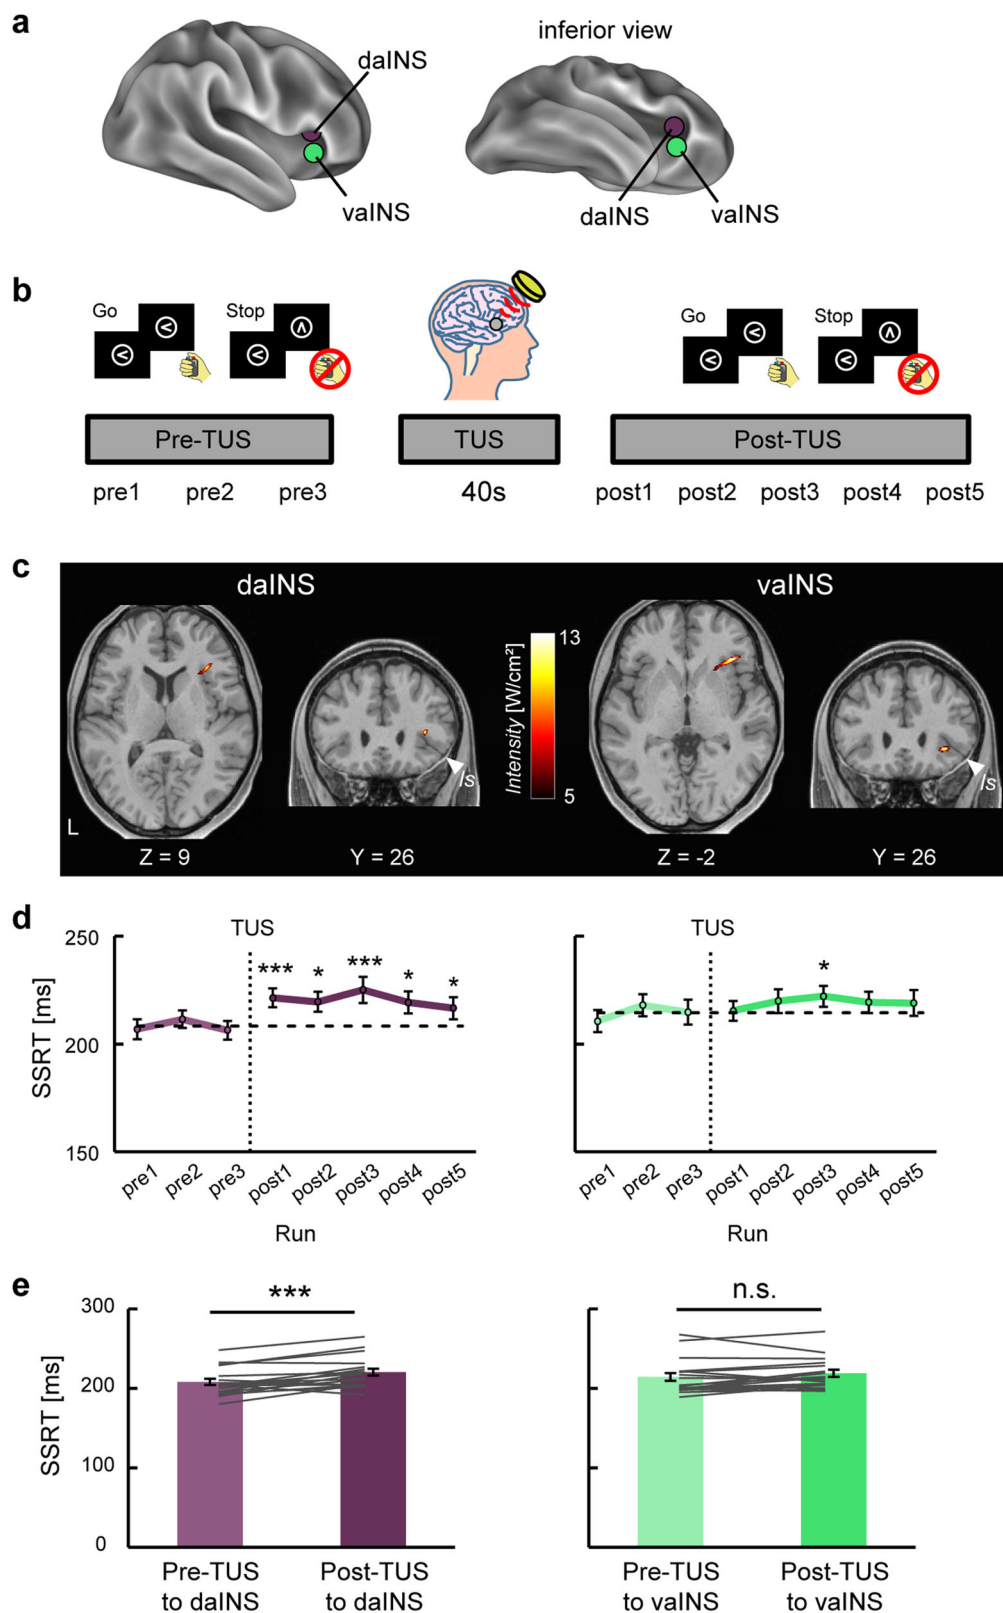 a
inferior view
daINS
vaINS
daINS
vaINS
b
Go
Stop
Go
Stop
Pre-TUS
TUS
Post-TUS
pre1 pre2 pre3
40s
post1 post2 post3 post4 post5
c
daINS
vaINS
Intensity [W/cm²]
13
5
ls
ls
L
Z = 9
Y = 26
Z = -2
Y = 26
d
TUS
TUS
250
200
150
SSRT [ms]
*** * *** * *
*
pre1 pre2 pre3 post1 post2 post3 post4 post5
pre1 pre2 pre3 post1 post2 post3 post4 post5
Run
Run
e
***
n.s.
300
200
100
0
SSRT [ms]
Pre-TUS
to daINS
Post-TUS
to daINS
Pre-TUS
to vaINS
Post-TUS
to vaINS